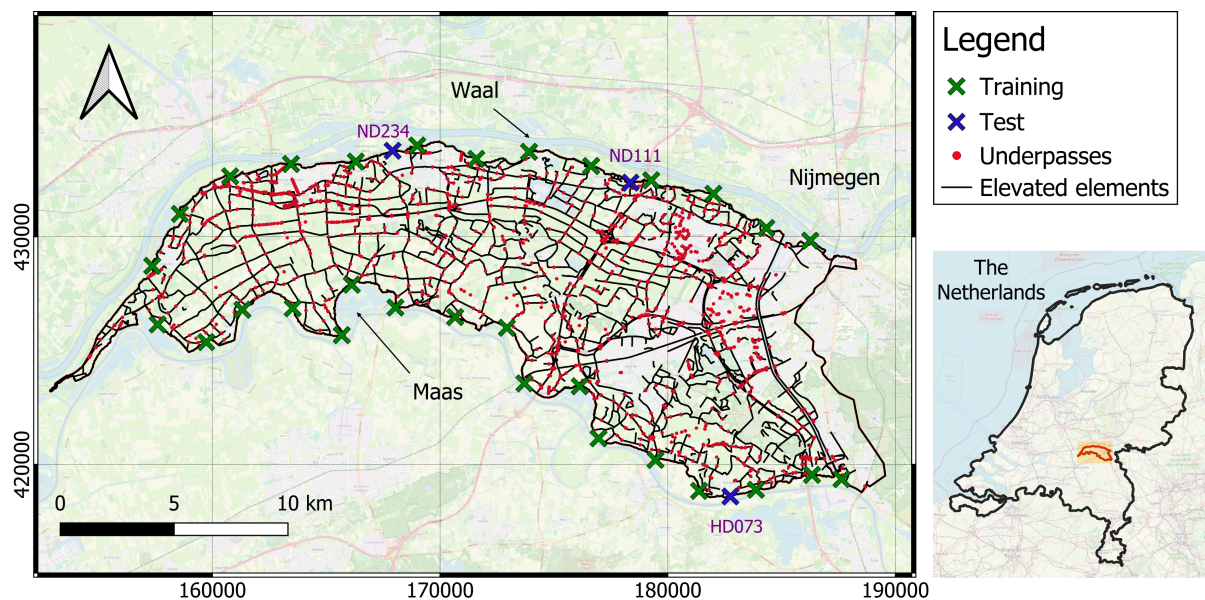 Waal
ND234
ND111
Nijmegen
Maas
HD073
430000
420000
0 5 10 km
160000 170000 180000 190000
Legend
Training
Test
Underpasses
Elevated elements
The
Netherlands